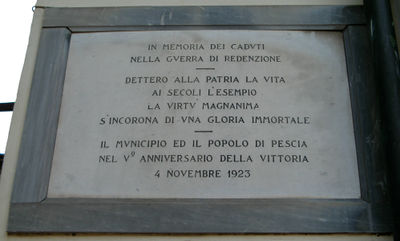 IN MEMORIA DEI CADVTI
NELLA GVERRA DI REDENZIONE
DETTERO ALLA PATRIA LA VITA
AI SECOLI L'ESEMPIO
LA VIRTV' MAGNANIMA
S'INCORONA DI VNA GLORIA IMMORTALE
IL MVNICIPIO ED IL POPOLO DI PESCIA
NEL Vº ANNIVERSARIO DELLA VITTORIA
4 NOVEMBRE 1923